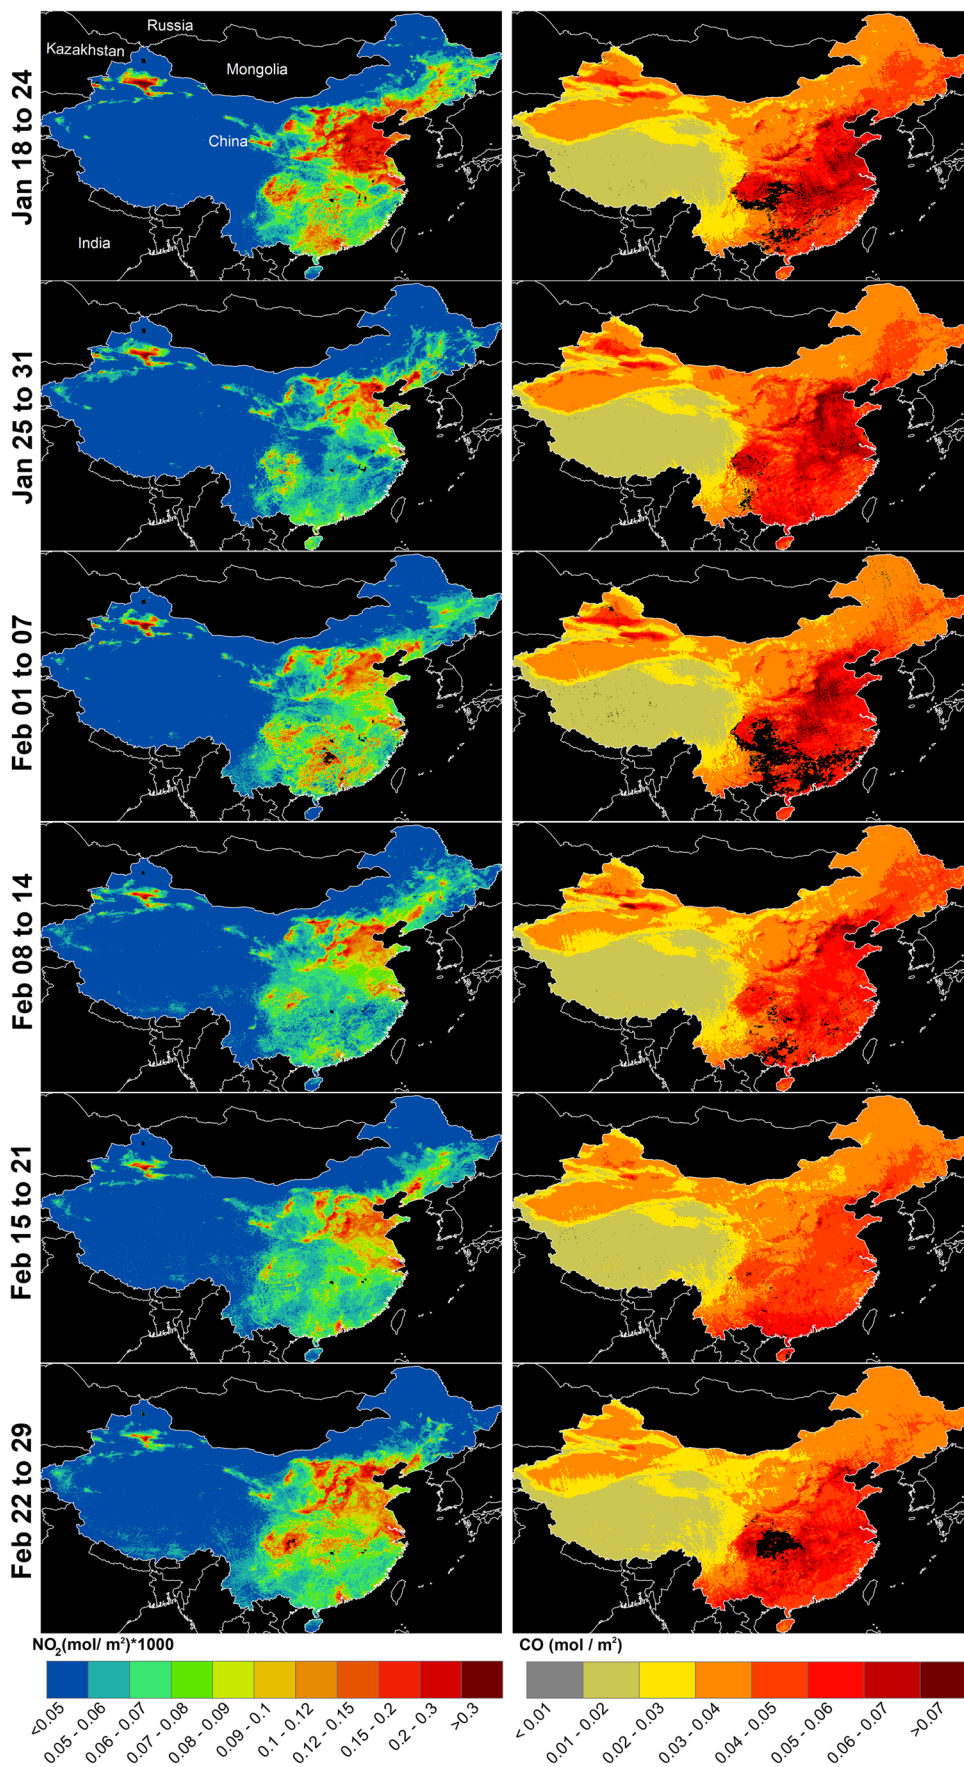 Jan 18 to 24
Russia
Kazakhstan
Mongolia
China
India
Jan 25 to 31
Feb 01 to 07
Feb 08 to 14
Feb 15 to 21
Feb 22 to 29
NO₂(mol/ m²)*1000
<0.05
0.05 - 0.06
0.06 - 0.07
0.07 - 0.08
0.08 - 0.09
0.09 - 0.1
0.1 - 0.12
0.12 - 0.15
0.15 - 0.2
0.2 - 0.3
>0.3
CO (mol / m²)
< 0.01
0.01 - 0.02
0.02 - 0.03
0.03 - 0.04
0.04 - 0.05
0.05 - 0.06
0.06 - 0.07
>0.07